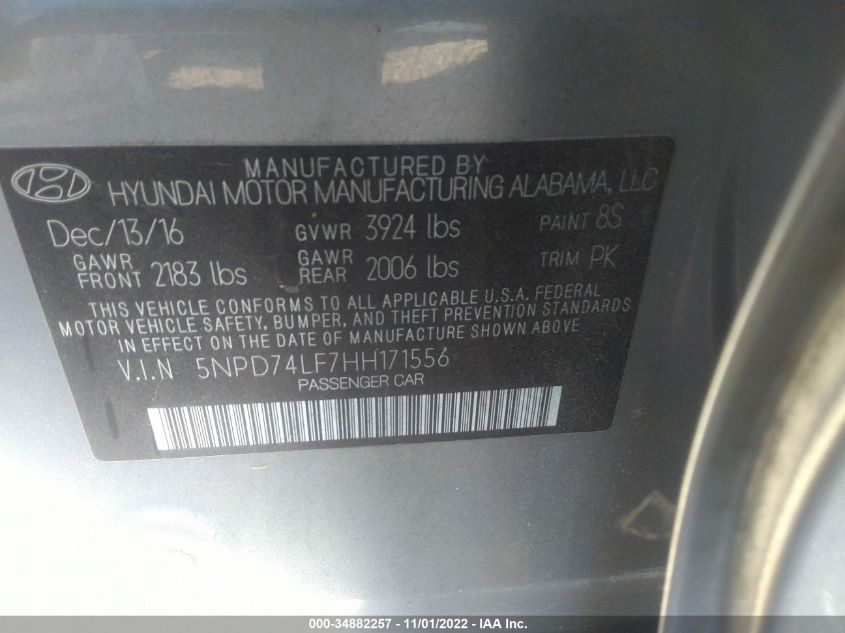 MANUFACTURED BY
HYUNDAI MOTOR MANUFACTURING ALABAMA, LLC
Dec/13/16 GVWR 3924 lbs PAINT 8S
GAWR FRONT 2183 lbs GAWR REAR 2006 lbs TRIM PK
THIS VEHICLE CONFORMS TO ALL APPLICABLE U.S.A. FEDERAL
MOTOR VEHICLE SAFETY, BUMPER, AND THEFT PREVENTION STANDARDS
IN EFFECT ON THE DATE OF MANUFACTURE SHOWN ABOVE
V.I.N 5NPD74LF7HH171556
PASSENGER CAR
000-34882257 - 11/01/2022 - IAA Inc.